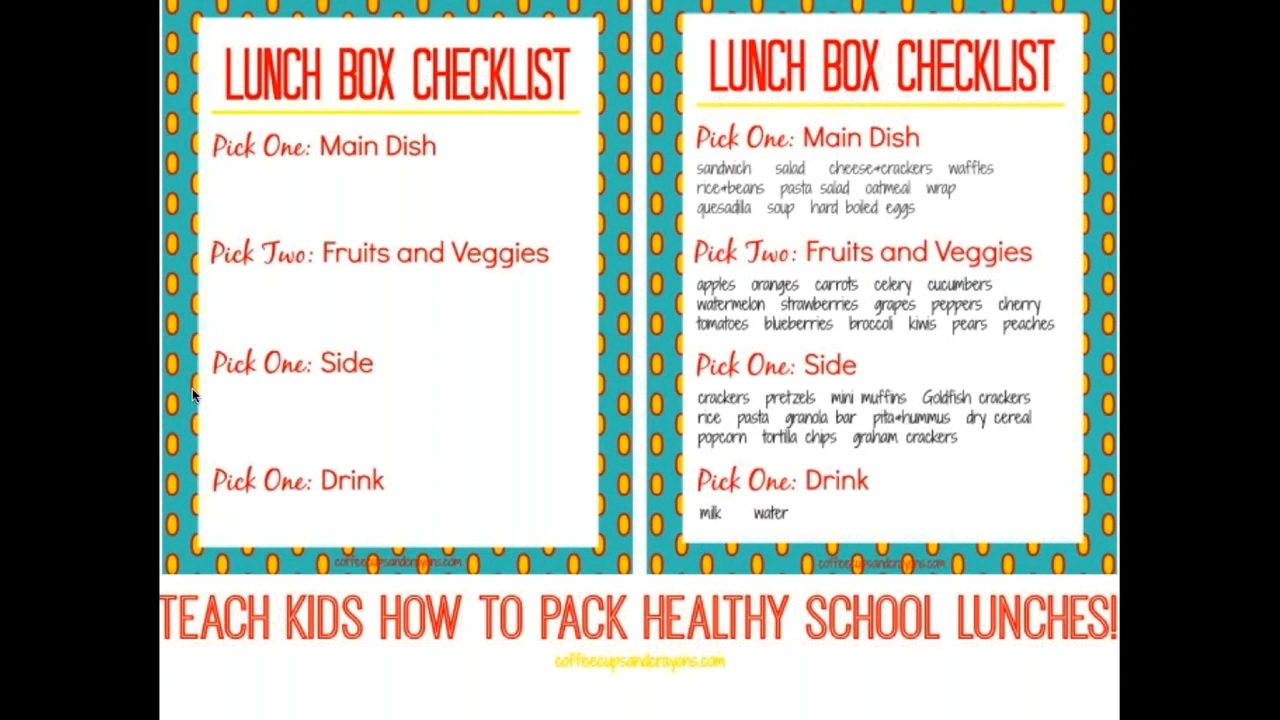 LUNCH BOX CHECKLIST
Pick One: Main Dish
Pick Two: Fruits and Veggies
Pick One: Side
Pick One: Drink
coffeecupsandcrayons.com
LUNCH BOX CHECKLIST
Pick One: Main Dish
sandwich salad cheese+crackers waffles
rice+beans pasta salad oatmeal wrap
quesadilla soup hard boiled eggs
Pick Two: Fruits and Veggies
apples oranges carrots celery cucumbers
watermelon strawberries grapes peppers cherry
tomatoes blueberries broccoli kiwis pears peaches
Pick One: Side
crackers pretzels mini muffins Goldfish crackers
rice pasta granola bar pita+hummus dry cereal
popcorn tortilla chips graham crackers
Pick One: Drink
milk water
coffeecupsandcrayons.com
TEACH KIDS HOW TO PACK HEALTHY SCHOOL LUNCHES!
coffeecupsandcrayons.com